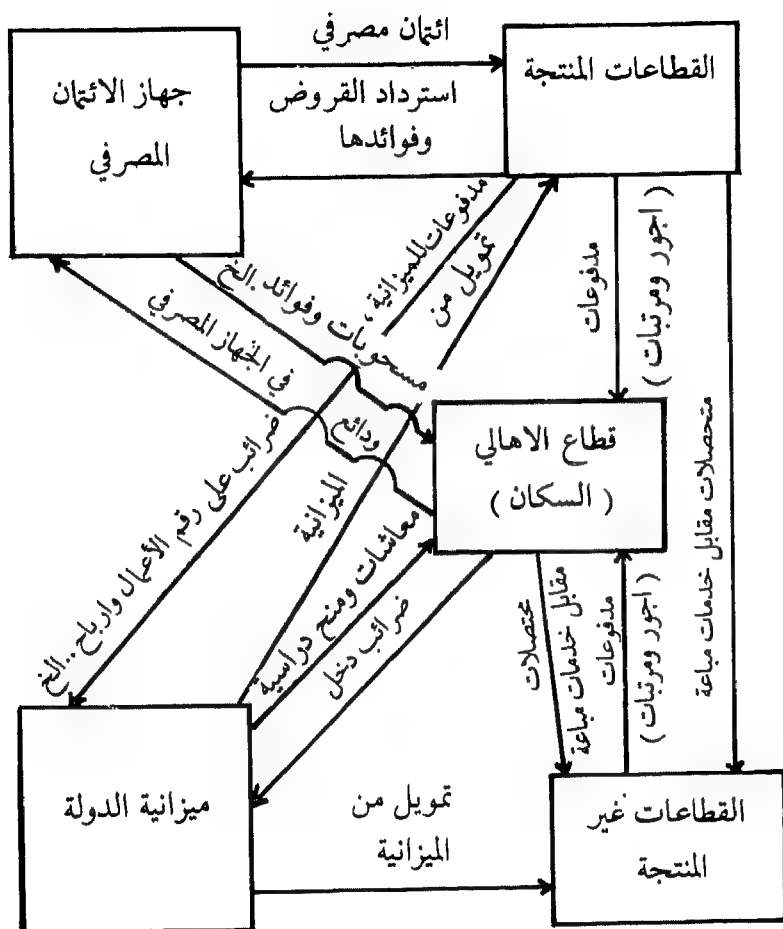 ائتمان مصرفي
القطاعات المنتجة
جهاز الائتمان
المصرفي
استرداد القروض
وفوائدها
مدفوعات للميزانية،
ضرائب على رقم الأعمال وارباح ..الخ
تمويل من
الميزانية
مدفوعات
( اجور ومرتبات )
متحصلات مقابل خدمات مباعة
مسحوبات وفوائد..الخ
ودائع
في الجهاز المصرفي
قطاع الاهالي
( السكان )
معاشات ومنح دراسية
ضرائب دخل
محتصلات
مقابل خدمات مباعة
مدفوعات
( اجور ومرتبات )
ميزانية الدولة
تمويل من
الميزانية
القطاعات غير
المنتجة